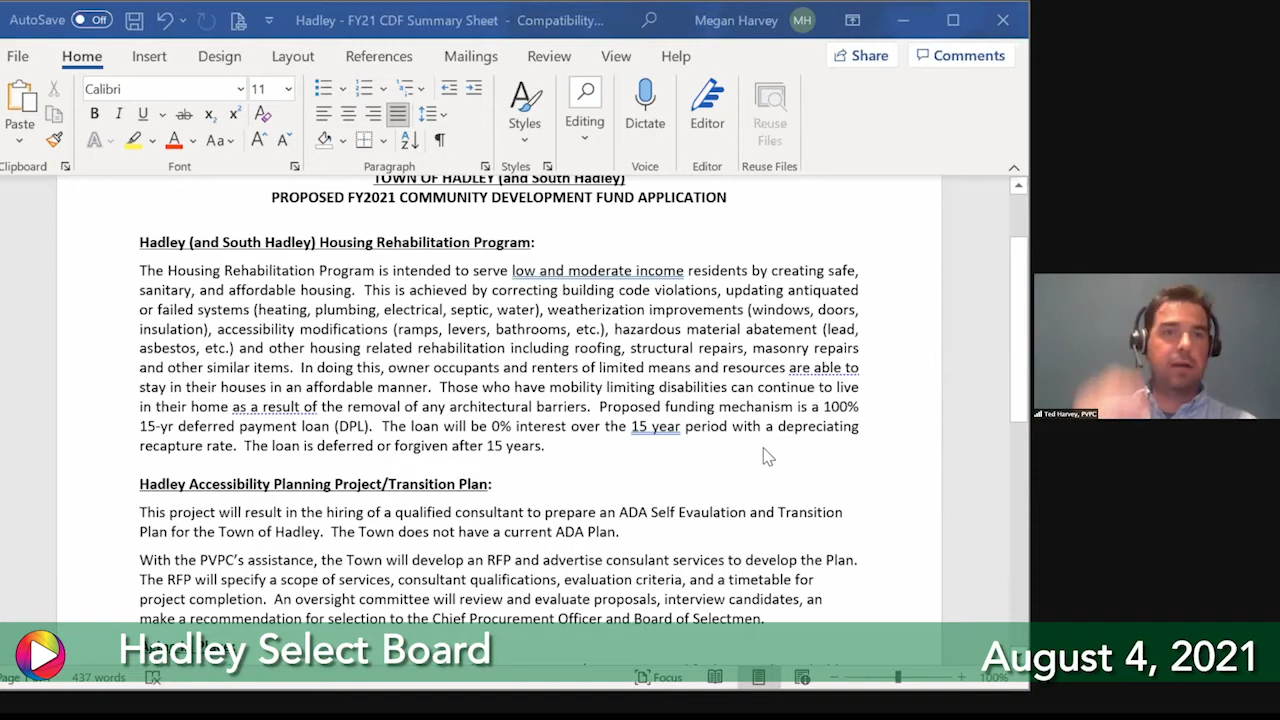 AutoSave Off Hadley - FY21 CDF Summary Sheet - Compatibility... Megan Harvey MH
File Home Insert Design Layout References Mailings Review View Help Share Comments
Calibri 11
Paste Styles Editing Dictate Editor Reuse Files
Clipboard Font Paragraph Styles Voice Editor Reuse Files
TOWN OF HADLEY (and South Hadley)
PROPOSED FY2021 COMMUNITY DEVELOPMENT FUND APPLICATION
Hadley (and South Hadley) Housing Rehabilitation Program:
The Housing Rehabilitation Program is intended to serve low and moderate income residents by creating safe,
sanitary, and affordable housing. This is achieved by correcting building code violations, updating antiquated
or failed systems (heating, plumbing, electrical, septic, water), weatherization improvements (windows, doors,
insulation), accessibility modifications (ramps, levers, bathrooms, etc.), hazardous material abatement (lead,
asbestos, etc.) and other housing related rehabilitation including roofing, structural repairs, masonry repairs
and other similar items. In doing this, owner occupants and renters of limited means and resources are able to
stay in their houses in an affordable manner. Those who have mobility limiting disabilities can continue to live
in their home as a result of the removal of any architectural barriers. Proposed funding mechanism is a 100%
15-yr deferred payment loan (DPL). The loan will be 0% interest over the 15 year period with a depreciating
recapture rate. The loan is deferred or forgiven after 15 years.
Hadley Accessibility Planning Project/Transition Plan:
This project will result in the hiring of a qualified consultant to prepare an ADA Self Evaulation and Transition
Plan for the Town of Hadley. The Town does not have a current ADA Plan.
With the PVPC's assistance, the Town will develop an RFP and advertise consulant services to develop the Plan.
The RFP will specify a scope of services, consultant qualifications, evaluation criteria, and a timetable for
project completion. An oversight committee will review and evaluate proposals, interview candidates, an
make a recommendation for selection to the Chief Procurement Officer and Board of Selectmen.
Ted Harvey, PVPC
Hadley Select Board
August 4, 2021
437 words Focus 100%